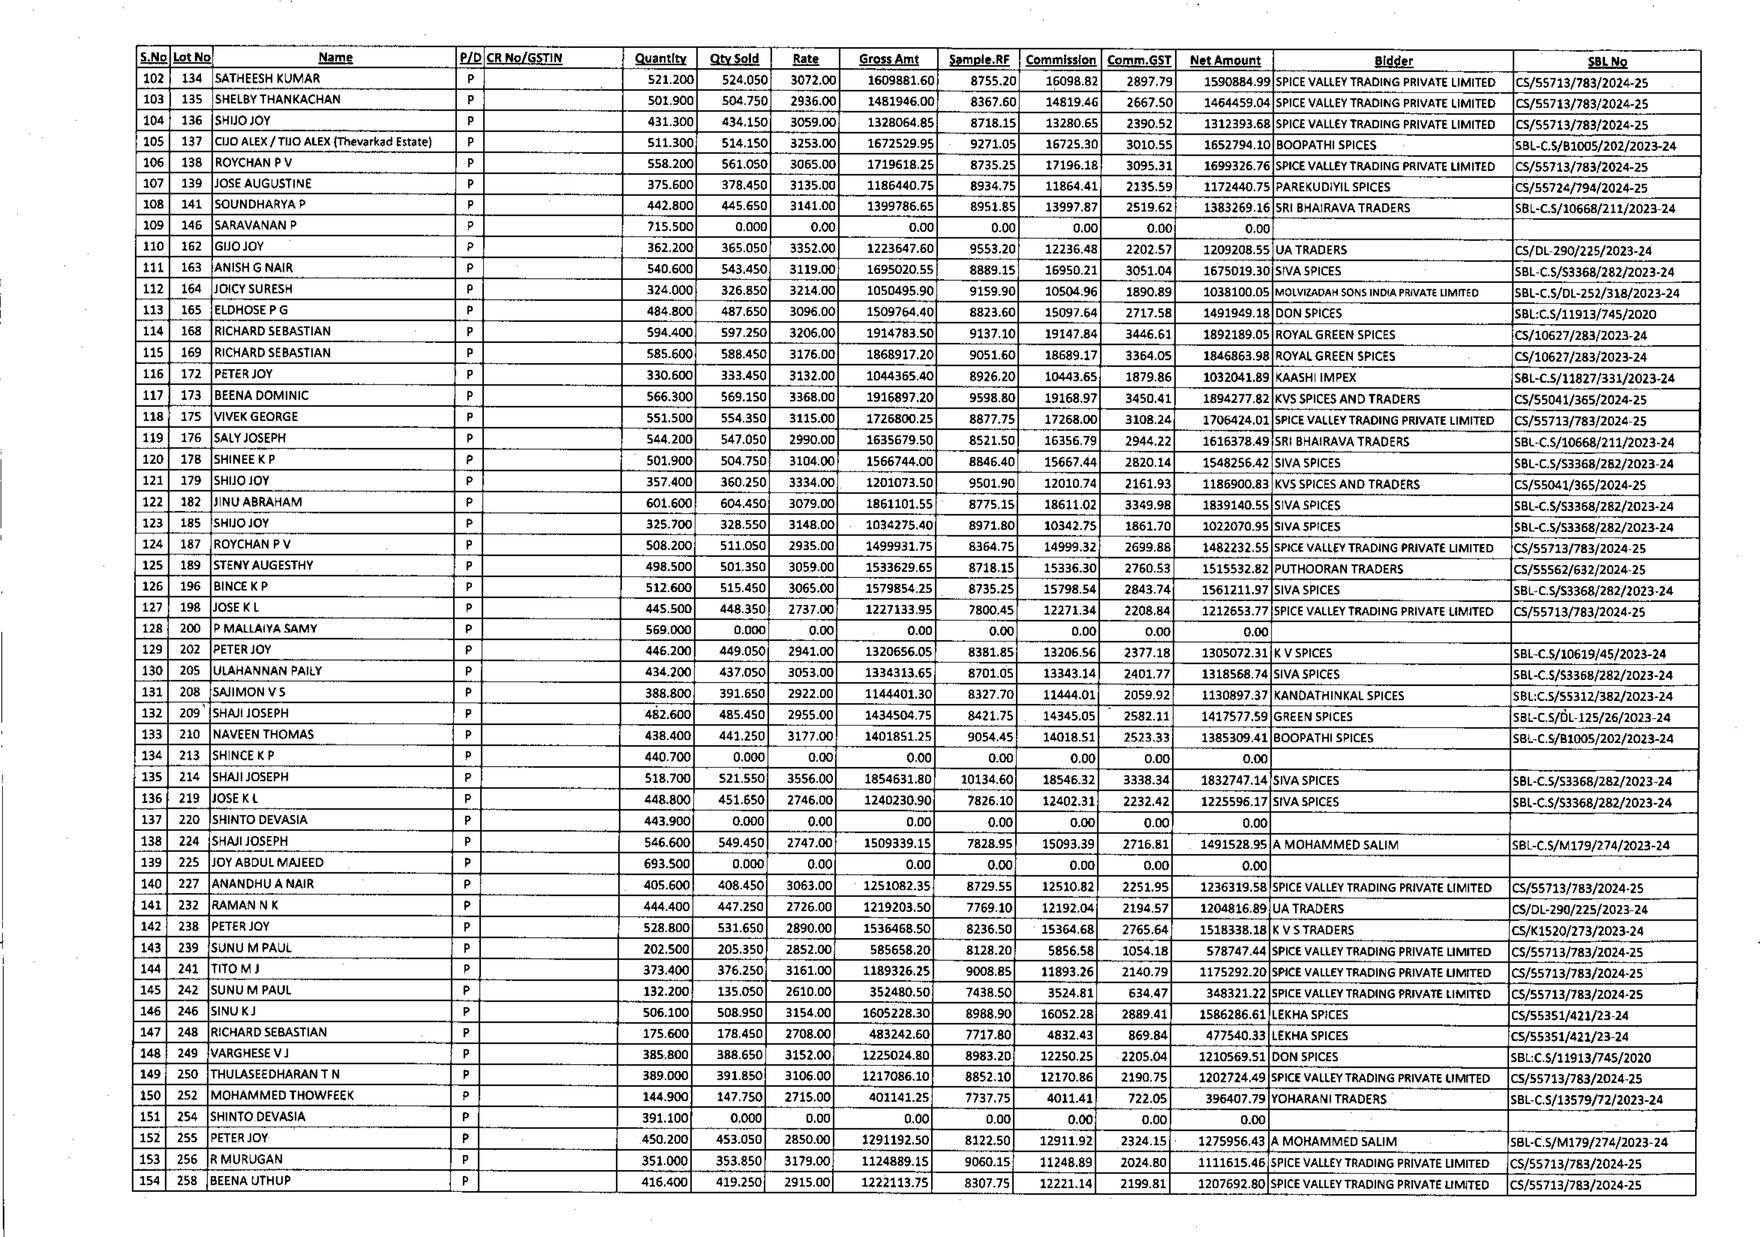 S.No Lot No Name P/D CR No/GSTIN Quantity Qty Sold Rate Gross Amt Sample.RF Commission Comm.GST Net Amount Bidder SBL No
102 134 SATHEESH KUMAR P 521.200 524.050 3072.00 1609881.60 8755.20 16098.82 2897.79 1590884.99 SPICE VALLEY TRADING PRIVATE LIMITED CS/55713/783/2024-25
103 135 SHELBY THANKACHAN P 501.900 504.750 2936.00 1481946.00 8367.60 14819.46 2667.50 1464459.04 SPICE VALLEY TRADING PRIVATE LIMITED CS/55713/783/2024-25
104 136 SHIJO JOY P 431.300 434.150 3059.00 1328064.85 8718.15 13280.65 2390.52 1312393.68 SPICE VALLEY TRADING PRIVATE LIMITED CS/55713/783/2024-25
105 137 CIJO ALEX / TIJO ALEX (Thevarkad Estate) P 511.300 514.150 3253.00 1672529.95 9271.05 16725.30 3010.55 1652794.10 BOOPATHI SPICES SBL-C.S/B1005/202/2023-24
106 138 ROYCHAN P V P 558.200 561.050 3065.00 1719618.25 8735.25 17196.18 3095.31 1699326.76 SPICE VALLEY TRADING PRIVATE LIMITED CS/55713/783/2024-25
107 139 JOSE AUGUSTINE P 375.600 378.450 3135.00 1186440.75 8934.75 11864.41 2135.59 1172440.75 PAREKUDIYIL SPICES CS/55724/794/2024-25
108 141 SOUNDHARYA P P 442.800 445.650 3141.00 1399786.65 8951.85 13997.87 2519.62 1383269.16 SRI BHAIRAVA TRADERS SBL-C.S/10668/211/2023-24
109 146 SARAVANAN P P 715.500 0.000 0.00 0.00 0.00 0.00 0.00 0.00
110 162 GIJO JOY P 362.200 365.050 3352.00 1223647.60 9553.20 12236.48 2202.57 1209208.55 UA TRADERS CS/DL-290/225/2023-24
111 163 ANISH G NAIR P 540.600 543.450 3119.00 1695020.55 8889.15 16950.21 3051.04 1675019.30 SIVA SPICES SBL-C.S/S3368/282/2023-24
112 164 JOICY SURESH P 324.000 326.850 3214.00 1050495.90 9159.90 10504.96 1890.89 1038100.05 MOLVIZADAH SONS INDIA PRIVATE LIMITED SBL-C.S/DL-252/318/2023-24
113 165 ELDHOSE P G P 484.800 487.650 3096.00 1509764.40 8823.60 15097.64 2717.58 1491949.18 DON SPICES SBL:C.S/11913/745/2020
114 168 RICHARD SEBASTIAN P 594.400 597.250 3206.00 1914783.50 9137.10 19147.84 3446.61 1892189.05 ROYAL GREEN SPICES CS/10627/283/2023-24
115 169 RICHARD SEBASTIAN P 585.600 588.450 3176.00 1868917.20 9051.60 18689.17 3364.05 1846863.98 ROYAL GREEN SPICES CS/10627/283/2023-24
116 172 PETER JOY P 330.600 333.450 3132.00 1044365.40 8926.20 10443.65 1879.86 1032041.89 KAASHI IMPEX SBL-C.S/11827/331/2023-24
117 173 BEENA DOMINIC P 566.300 569.150 3368.00 1916897.20 9598.80 19168.97 3450.41 1894277.82 KVS SPICES AND TRADERS CS/55041/365/2024-25
118 175 VIVEK GEORGE P 551.500 554.350 3115.00 1726800.25 8877.75 17268.00 3108.24 1706424.01 SPICE VALLEY TRADING PRIVATE LIMITED CS/55713/783/2024-25
119 176 SALY JOSEPH P 544.200 547.050 2990.00 1635679.50 8521.50 16356.79 2944.22 1616378.49 SRI BHAIRAVA TRADERS SBL-C.S/10668/211/2023-24
120 178 SHINEE K P P 501.900 504.750 3104.00 1566744.00 8846.40 15667.44 2820.14 1548256.42 SIVA SPICES SBL-C.S/S3368/282/2023-24
121 179 SHIJO JOY P 357.400 360.250 3334.00 1201073.50 9501.90 12010.74 2161.93 1186900.83 KVS SPICES AND TRADERS CS/55041/365/2024-25
122 182 JINU ABRAHAM P 601.600 604.450 3079.00 1861101.55 8775.15 18611.02 3349.98 1839140.55 SIVA SPICES SBL-C.S/S3368/282/2023-24
123 185 SHIJO JOY P 325.700 328.550 3148.00 1034275.40 8971.80 10342.75 1861.70 1022070.95 SIVA SPICES SBL-C.S/S3368/282/2023-24
124 187 ROYCHAN P V P 508.200 511.050 2935.00 1499931.75 8364.75 14999.32 2699.88 1482232.55 SPICE VALLEY TRADING PRIVATE LIMITED CS/55713/783/2024-25
125 189 STENY AUGESTHY P 498.500 501.350 3059.00 1533629.65 8718.15 15336.30 2760.53 1515532.82 PUTHOORAN TRADERS CS/55562/632/2024-25
126 196 BINCE K P P 512.600 515.450 3065.00 1579854.25 8735.25 15798.54 2843.74 1561211.97 SIVA SPICES SBL-C.S/S3368/282/2023-24
127 198 JOSE K L P 445.500 448.350 2737.00 1227133.95 7800.45 12271.34 2208.84 1212653.77 SPICE VALLEY TRADING PRIVATE LIMITED CS/55713/783/2024-25
128 200 P MALLAIYA SAMY P 569.000 0.000 0.00 0.00 0.00 0.00 0.00 0.00
129 202 PETER JOY P 446.200 449.050 2941.00 1320656.05 8381.85 13206.56 2377.18 1305072.31 K V SPICES SBL-C.S/10619/45/2023-24
130 205 ULAHANNAN PAILY P 434.200 437.050 3053.00 1334313.65 8701.05 13343.14 2401.77 1318568.74 SIVA SPICES SBL-C.S/S3368/282/2023-24
131 208 SAJIMON V S P 388.800 391.650 2922.00 1144401.30 8327.70 11444.01 2059.92 1130897.37 KANDATHINKAL SPICES SBL:C.S/55312/382/2023-24
132 209 SHAJI JOSEPH P 482.600 485.450 2955.00 1434504.75 8421.75 14345.05 2582.11 1417577.59 GREEN SPICES SBL-C.S/DL-125/26/2023-24
133 210 NAVEEN THOMAS P 438.400 441.250 3177.00 1401851.25 9054.45 14018.51 2523.33 1385309.41 BOOPATHI SPICES SBL-C.S/B1005/202/2023-24
134 213 SHINCE K P P 440.700 0.000 0.00 0.00 0.00 0.00 0.00 0.00
135 214 SHAJI JOSEPH P 518.700 521.550 3556.00 1854631.80 10134.60 18546.32 3338.34 1832747.14 SIVA SPICES SBL-C.S/S3368/282/2023-24
136 219 JOSE K L P 448.800 451.650 2746.00 1240230.90 7826.10 12402.31 2232.42 1225596.17 SIVA SPICES SBL-C.S/S3368/282/2023-24
137 220 SHINTO DEVASIA P 443.900 0.000 0.00 0.00 0.00 0.00 0.00 0.00
138 224 SHAJI JOSEPH P 546.600 549.450 2747.00 1509339.15 7828.95 15093.39 2716.81 1491528.95 A MOHAMMED SALIM SBL-C.S/M179/274/2023-24
139 225 JOY ABDUL MAJEED P 693.500 0.000 0.00 0.00 0.00 0.00 0.00 0.00
140 227 ANANDHU A NAIR P 405.600 408.450 3063.00 1251082.35 8729.55 12510.82 2251.95 1236319.58 SPICE VALLEY TRADING PRIVATE LIMITED CS/55713/783/2024-25
141 232 RAMAN N K P 444.400 447.250 2726.00 1219203.50 7769.10 12192.04 2194.57 1204816.89 UA TRADERS CS/DL-290/225/2023-24
142 238 PETER JOY P 528.800 531.650 2890.00 1536468.50 8236.50 15364.68 2765.64 1518338.18 K V S TRADERS CS/K1520/273/2023-24
143 239 SUNU M PAUL P 202.500 205.350 2852.00 585658.20 8128.20 5856.58 1054.18 578747.44 SPICE VALLEY TRADING PRIVATE LIMITED CS/55713/783/2024-25
144 241 TITO M J P 373.400 376.250 3161.00 1189326.25 9008.85 11893.26 2140.79 1175292.20 SPICE VALLEY TRADING PRIVATE LIMITED CS/55713/783/2024-25
145 242 SUNU M PAUL P 132.200 135.050 2610.00 352480.50 7438.50 3524.81 634.47 348321.22 SPICE VALLEY TRADING PRIVATE LIMITED CS/55713/783/2024-25
146 246 SINU K J P 506.100 508.950 3154.00 1605228.30 8988.90 16052.28 2889.41 1586286.61 LEKHA SPICES CS/55351/421/23-24
147 248 RICHARD SEBASTIAN P 175.600 178.450 2708.00 483242.60 7717.80 4832.43 869.84 477540.33 LEKHA SPICES CS/55351/421/23-24
148 249 VARGHESE V J P 385.800 388.650 3152.00 1225024.80 8983.20 12250.25 2205.04 1210569.51 DON SPICES SBL:C.S/11913/745/2020
149 250 THULASEEDHARAN T N P 389.000 391.850 3106.00 1217086.10 8852.10 12170.86 2190.75 1202724.49 SPICE VALLEY TRADING PRIVATE LIMITED CS/55713/783/2024-25
150 252 MOHAMMED THOWFEEK P 144.900 147.750 2715.00 401141.25 7737.75 4011.41 722.05 396407.79 YOHARANI TRADERS SBL-C.S/13579/72/2023-24
151 254 SHINTO DEVASIA P 391.100 0.000 0.00 0.00 0.00 0.00 0.00 0.00
152 255 PETER JOY P 450.200 453.050 2850.00 1291192.50 8122.50 12911.92 2324.15 1275956.43 A MOHAMMED SALIM SBL-C.S/M179/274/2023-24
153 256 R MURUGAN P 351.000 353.850 3179.00 1124889.15 9060.15 11248.89 2024.80 1111615.46 SPICE VALLEY TRADING PRIVATE LIMITED CS/55713/783/2024-25
154 258 BEENA UTHUP P 416.400 419.250 2915.00 1222113.75 8307.75 12221.14 2199.81 1207692.80 SPICE VALLEY TRADING PRIVATE LIMITED CS/55713/783/2024-25